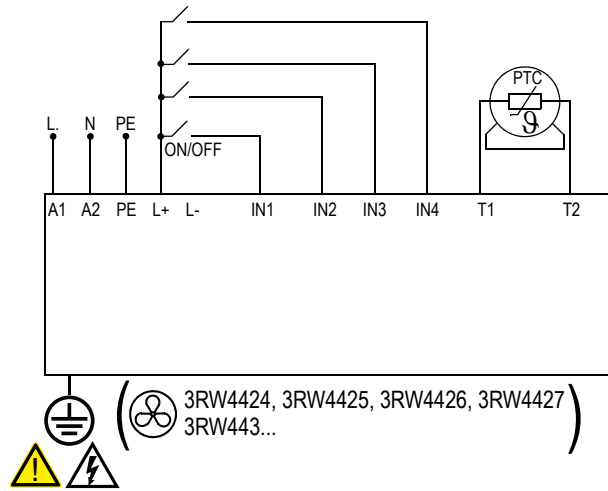 PTC
ϑ
L. N PE
ON/OFF
A1 A2 PE L+ L- IN1 IN2 IN3 IN4 T1 T2
3RW4424, 3RW4425, 3RW4426, 3RW4427
3RW443...
!